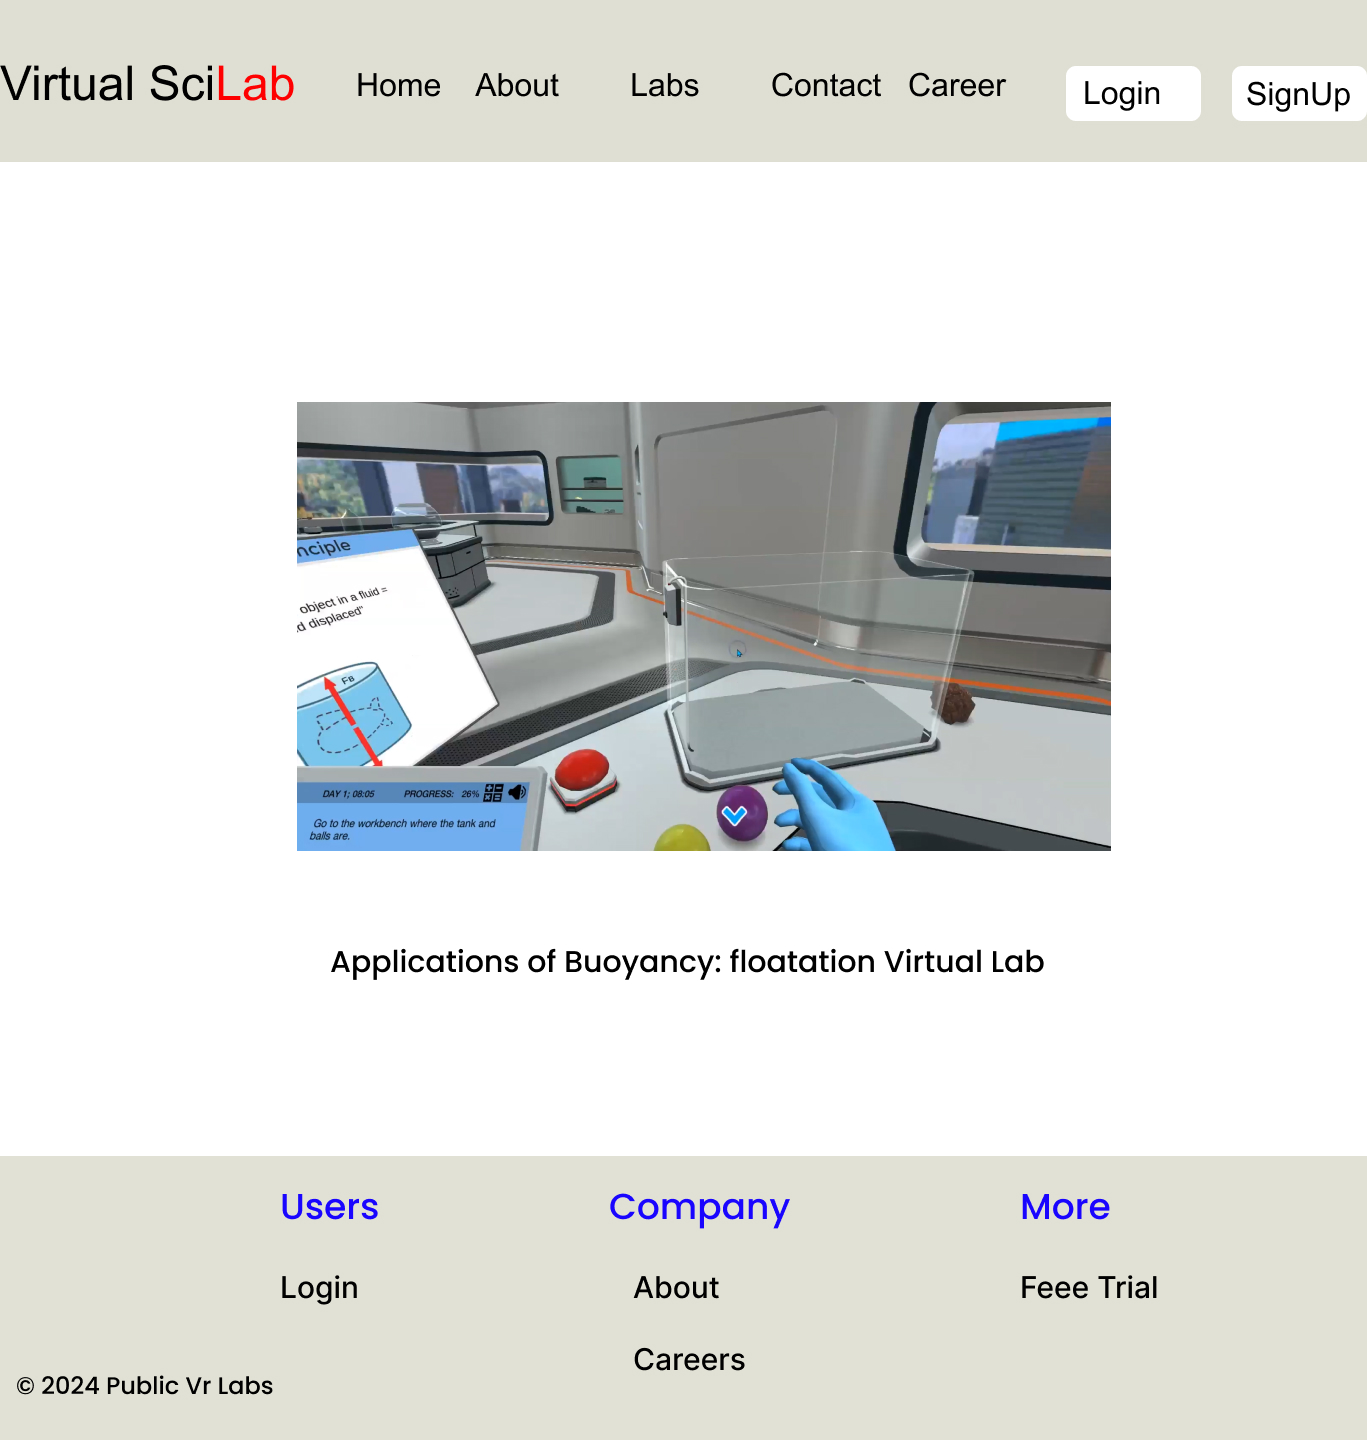 Virtual SciLab
Home About Labs Contact Career Login SignUp
nciple
object in a fluid =
d displaced"
FB
DAY 1; 08:05 PROGRESS: 26%
Go to the workbench where the tank and
balls are.
Applications of Buoyancy: floatation Virtual Lab
Users Company More
Login About Feee Trial
Careers
© 2024 Public Vr Labs